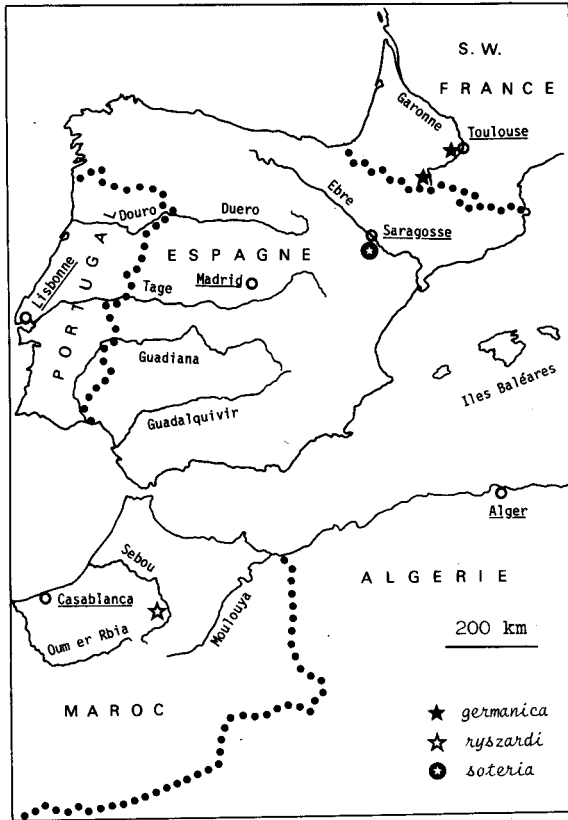 S. W.
FRANCE
Garonne
Toulouse
Ebre
Saragosse
Douro
Duero
ESPAGNE
Madrid
Tage
Lisbonne
PORTUGAL
Guadiana
Guadalquivir
Iles Baléares
Alger
ALGERIE
Sebou
Casablanca
Oum er Rbia
Moulouya
MAROC
200 km
germanica
ryszardi
soteria